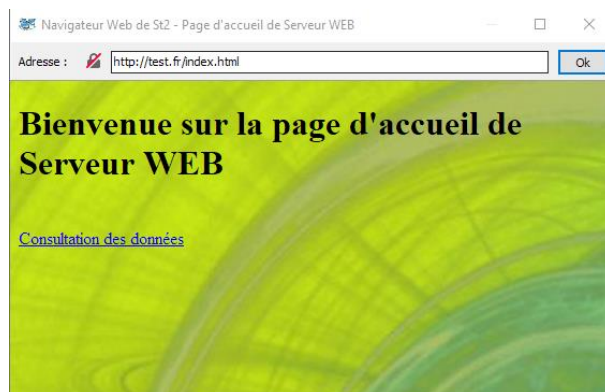 Navigateur Web de St2 - Page d'accueil de Serveur WEB
Adresse : http://test.fr/index.html Ok
Bienvenue sur la page d'accueil de
Serveur WEB
Consultation des données